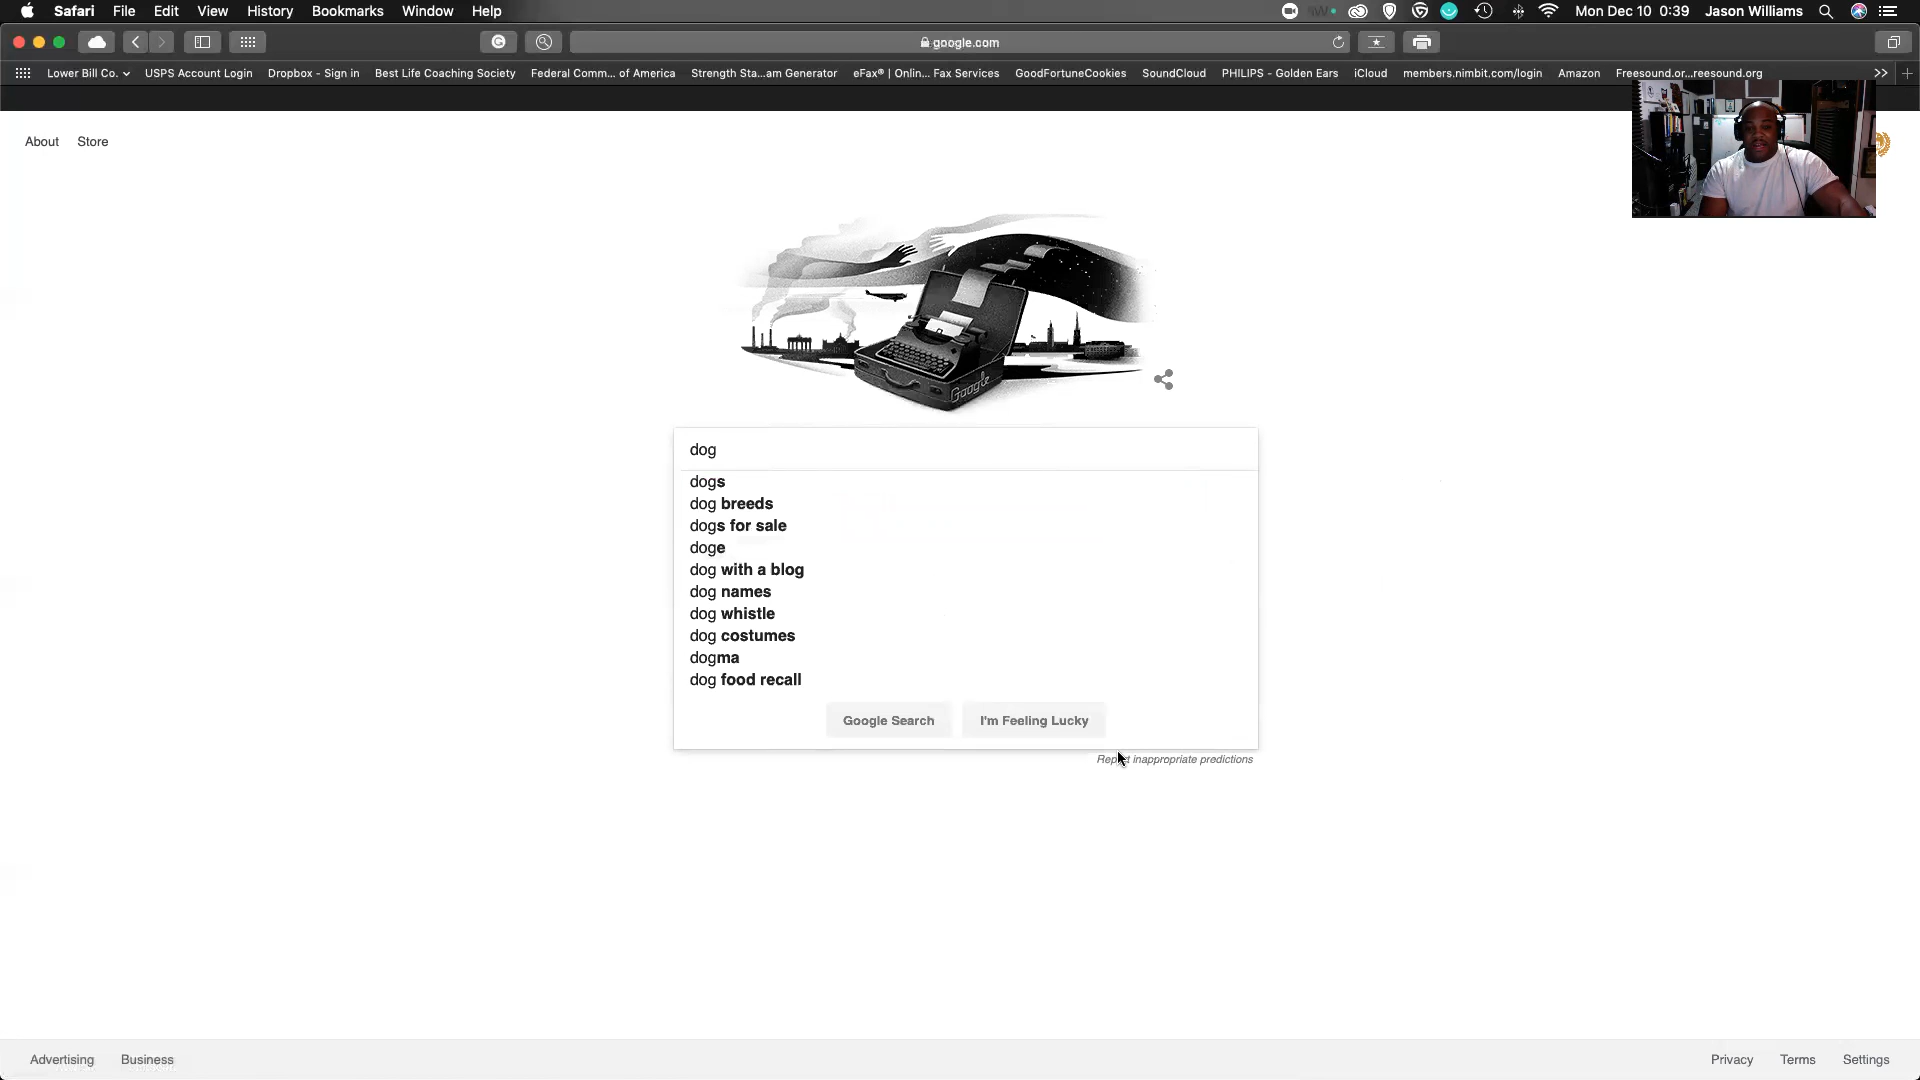 Safari File Edit View History Bookmarks Window Help Mon Dec 10 0:39 Jason Williams
google.com
Lower Bill Co. USPS Account Login Dropbox - Sign in Best Life Coaching Society Federal Comm... of America Strength Sta...am Generator eFax® | Onlin... Fax Services GoodFortuneCookies SoundCloud PHILIPS - Golden Ears iCloud members.nimbit.com/login Amazon Freesound.or...reesound.org
About Store
Google
dog
dogs
dog breeds
dogs for sale
doge
dog with a blog
dog names
dog whistle
dog costumes
dogma
dog food recall
Google Search I'm Feeling Lucky
Report inappropriate predictions
Advertising Business Privacy Terms Settings